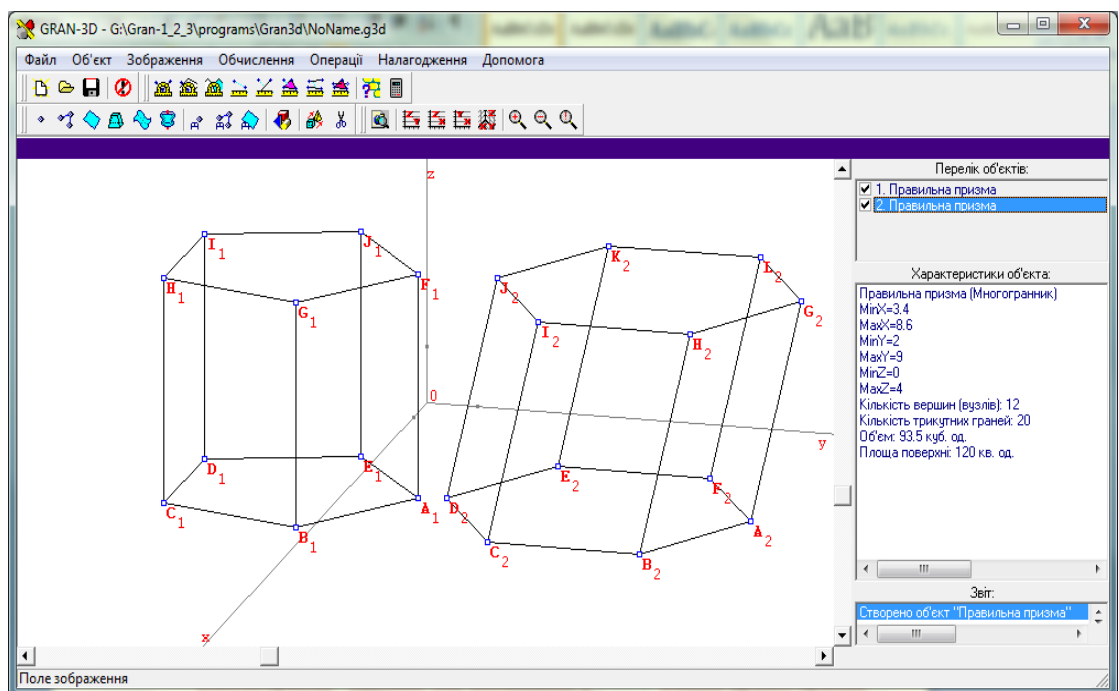 GRAN-3D - G:\Gran-1_2_3\programs\Gran3d\NoName.g3d
Файл Об'єкт Зображення Обчислення Операції Налагодження Допомога
z
I1
J1
H1
F1
G1
K2
L2
J2
G2
I2
H2
0
y
D1
E1
C1
A1
B1
E2
F2
D2
A2
C2
B2
x
Перелік об'єктів:
1. Правильна призма
2. Правильна призма
Характеристики об'єкта:
Правильна призма (Многогранник)
MinX=3.4
MaxX=8.6
MinY=2
MaxY=9
MinZ=0
MaxZ=4
Кількість вершин (вузлів): 12
Кількість трикутних граней: 20
Об'єм: 93.5 куб. од.
Площа поверхні: 120 кв. од.
Звіт:
Створено об'єкт "Правильна призма"
Поле зображення